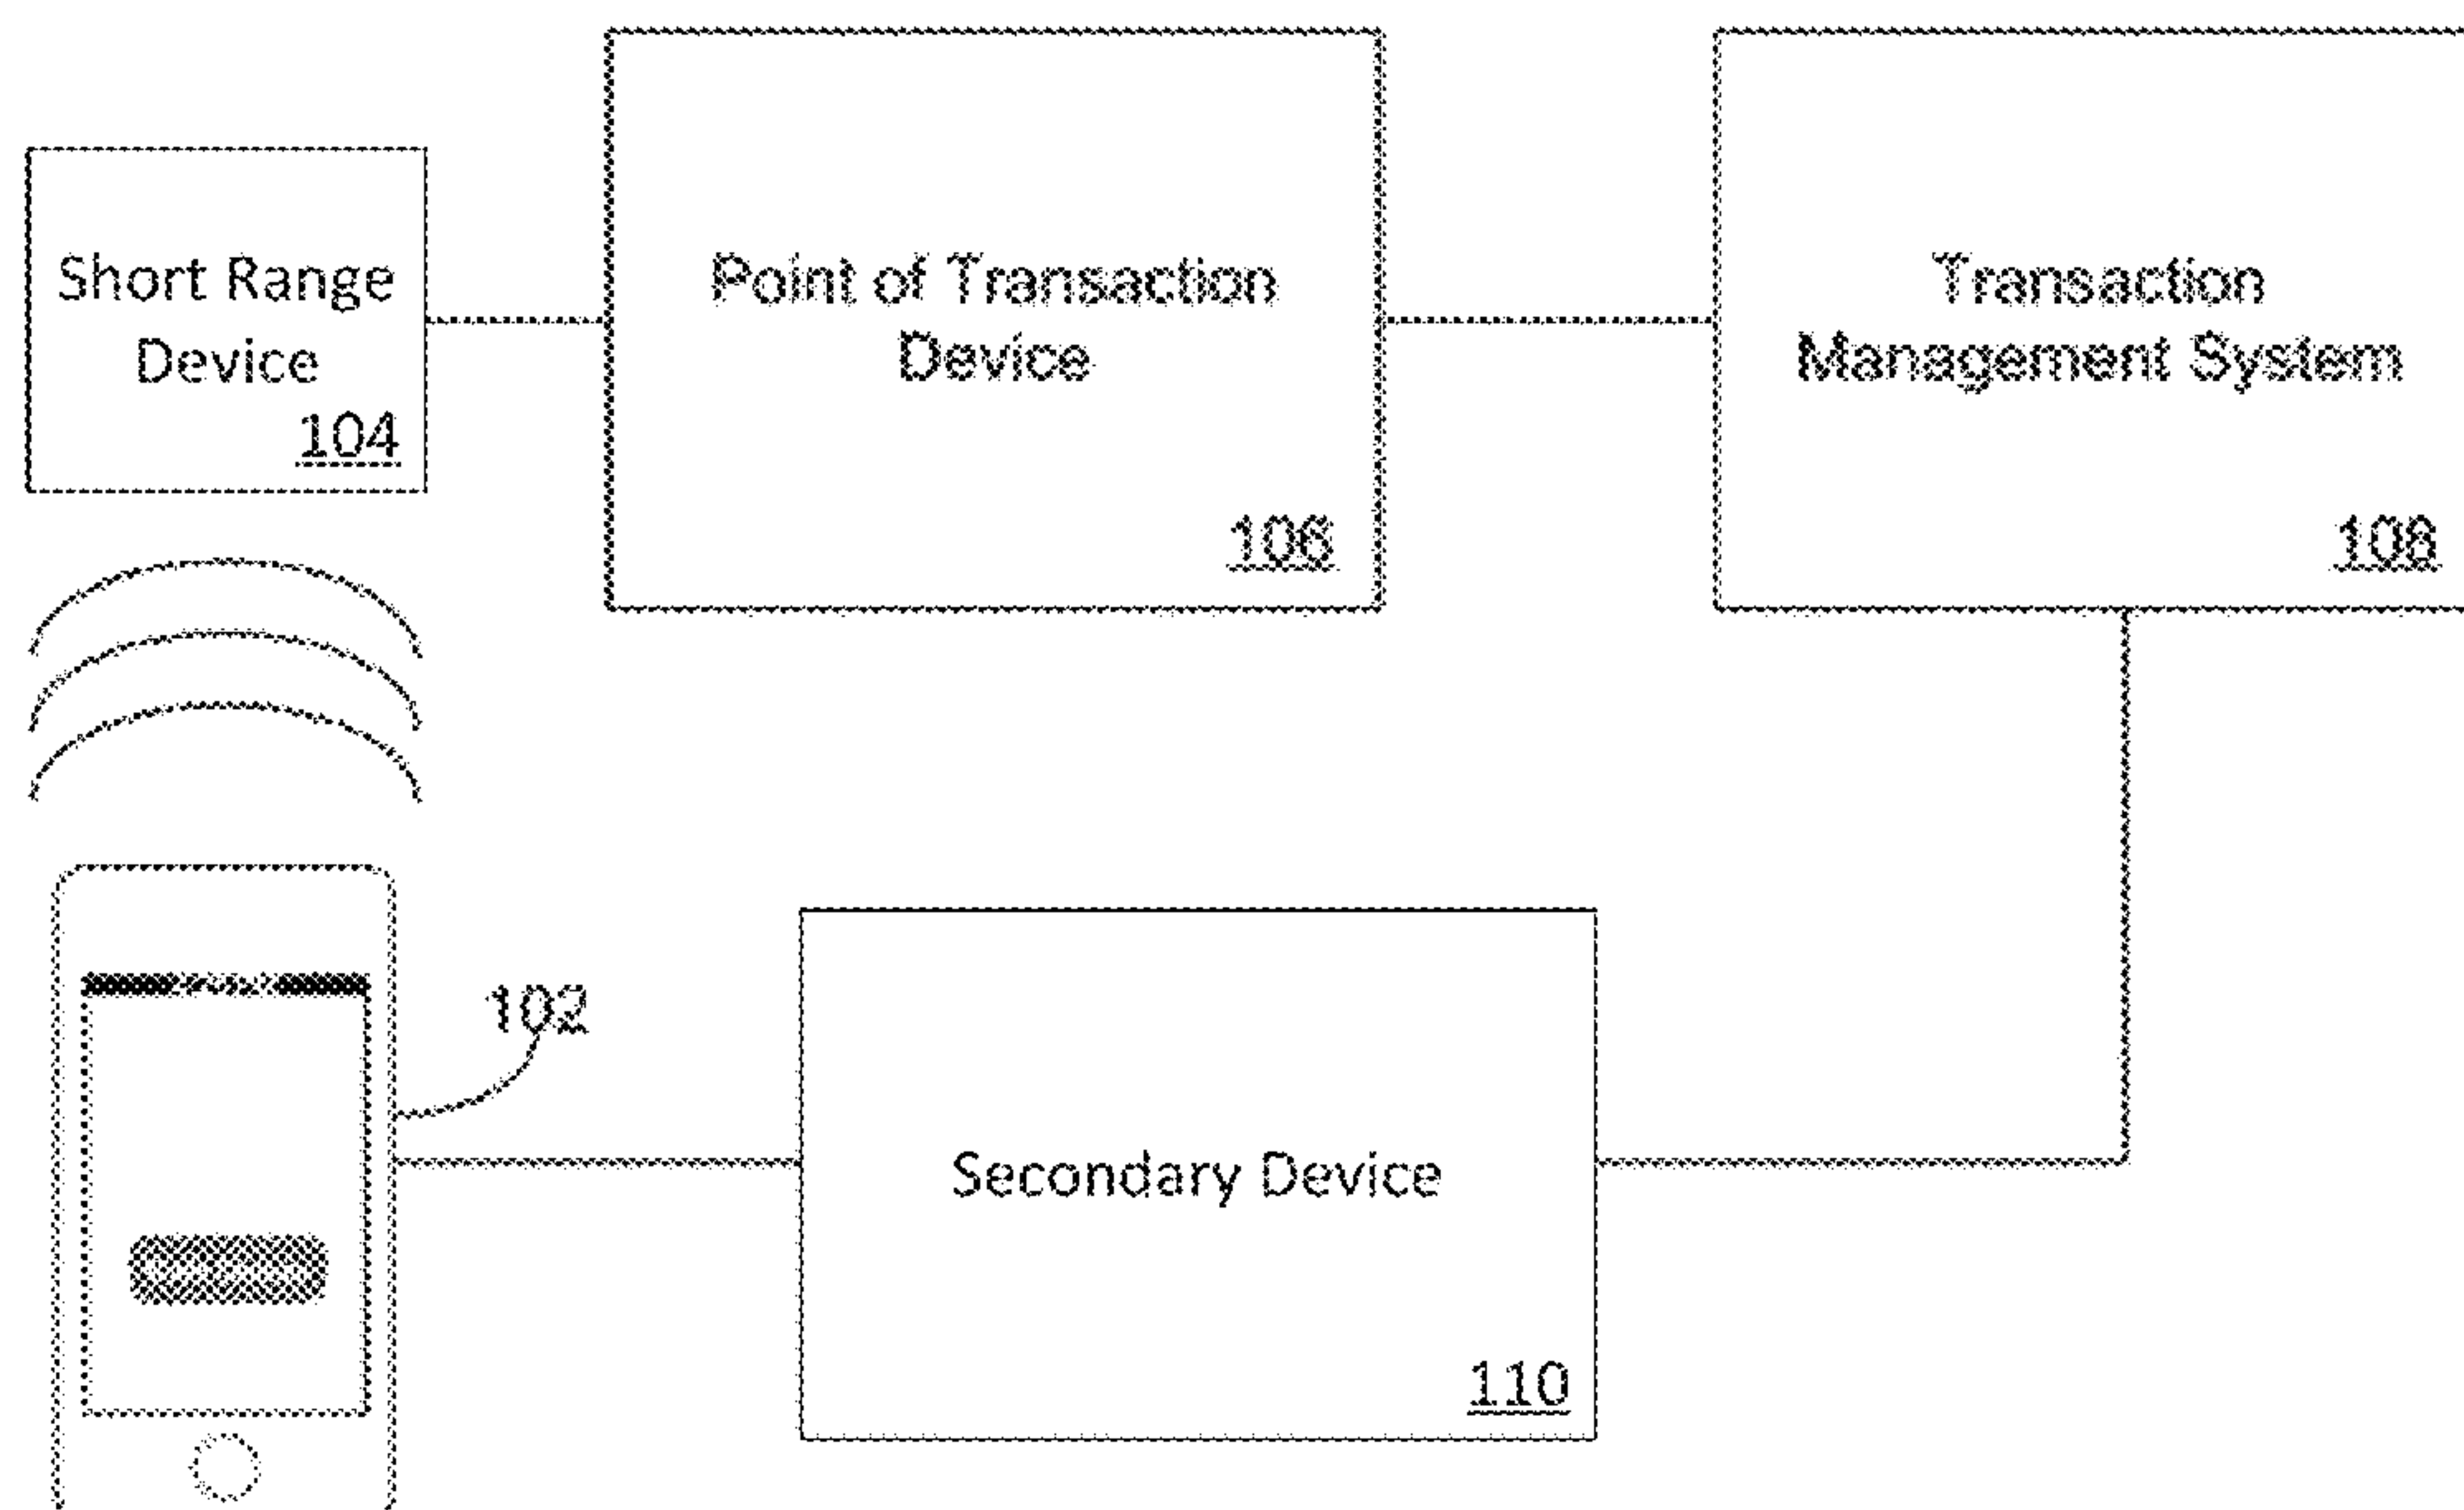 Short Range
Device
104
Point of Transaction
Device
106
Transaction
Management System
108
102
Secondary Device
110